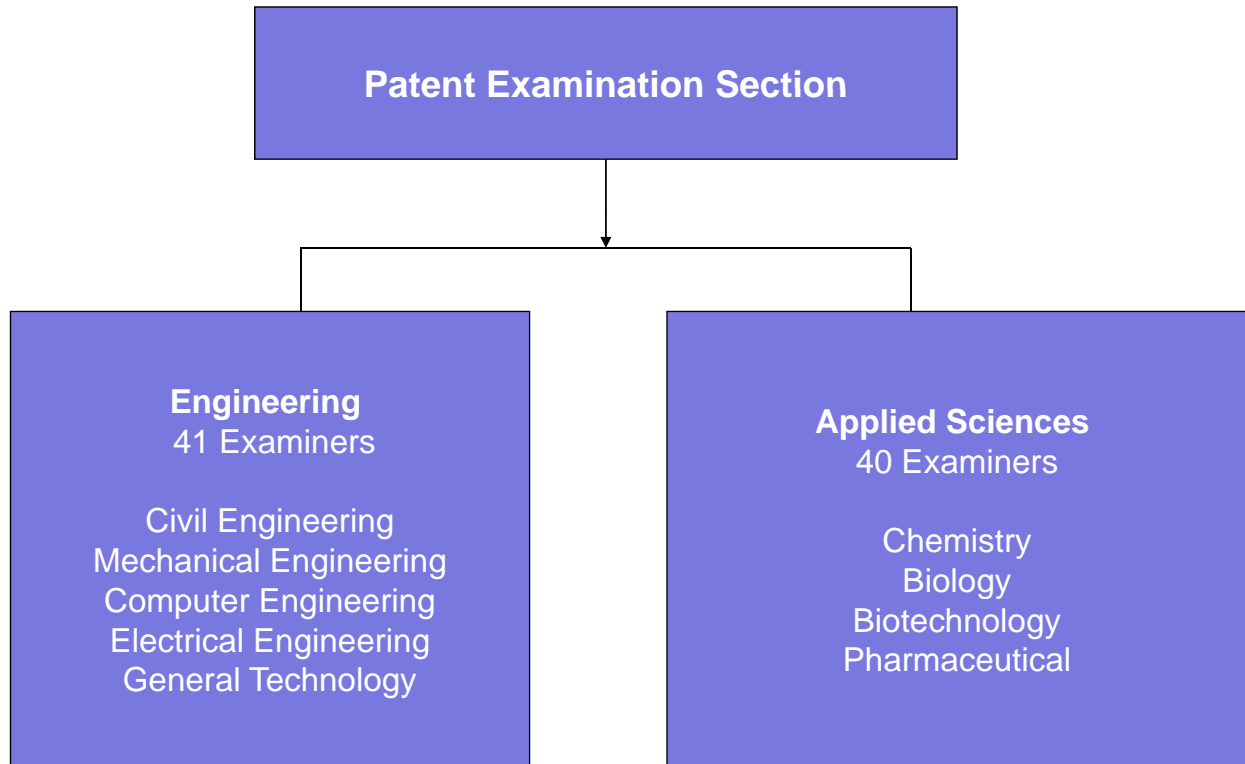 Patent Examination Section
Engineering
41 Examiners
Civil Engineering
Mechanical Engineering
Computer Engineering
Electrical Engineering
General Technology
Applied Sciences
40 Examiners
Chemistry
Biology
Biotechnology
Pharmaceutical